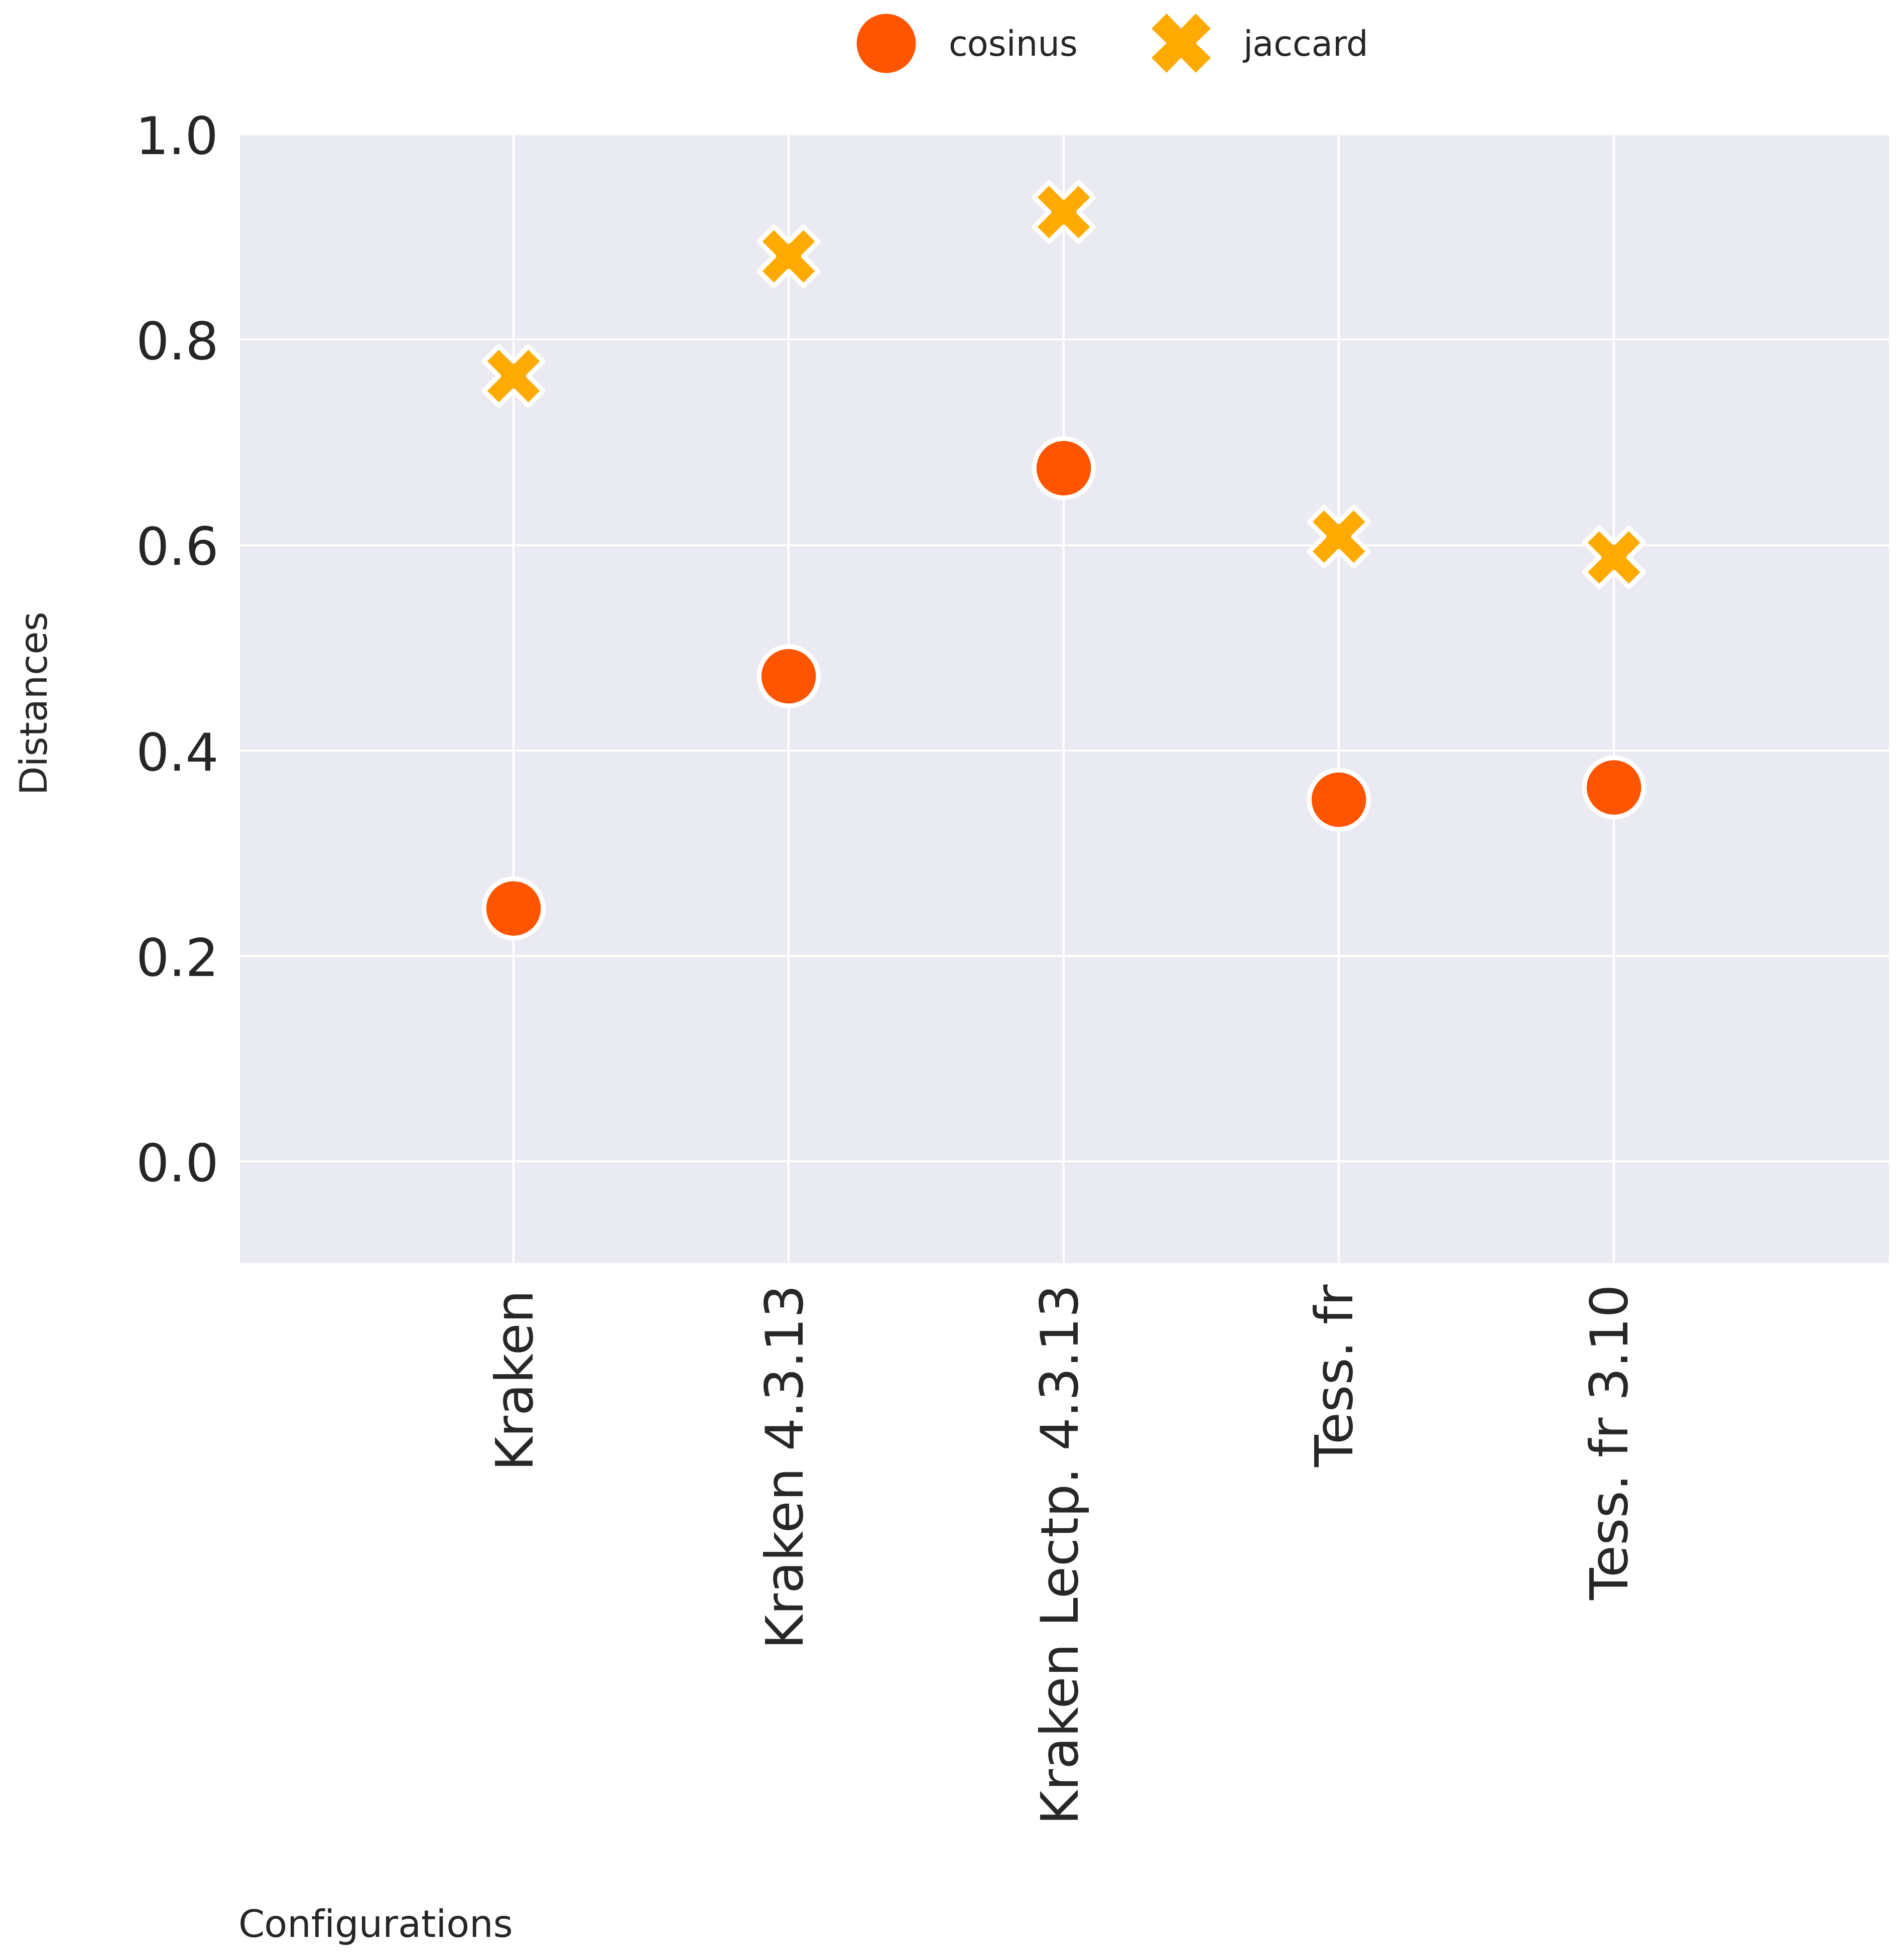 cosinus jaccard
1.0
0.8
0.6
0.4
0.2
0.0
Distances
Kraken
Kraken 4.3.13
Kraken Lectp. 4.3.13
Tess. fr
Tess. fr 3.10
Configurations